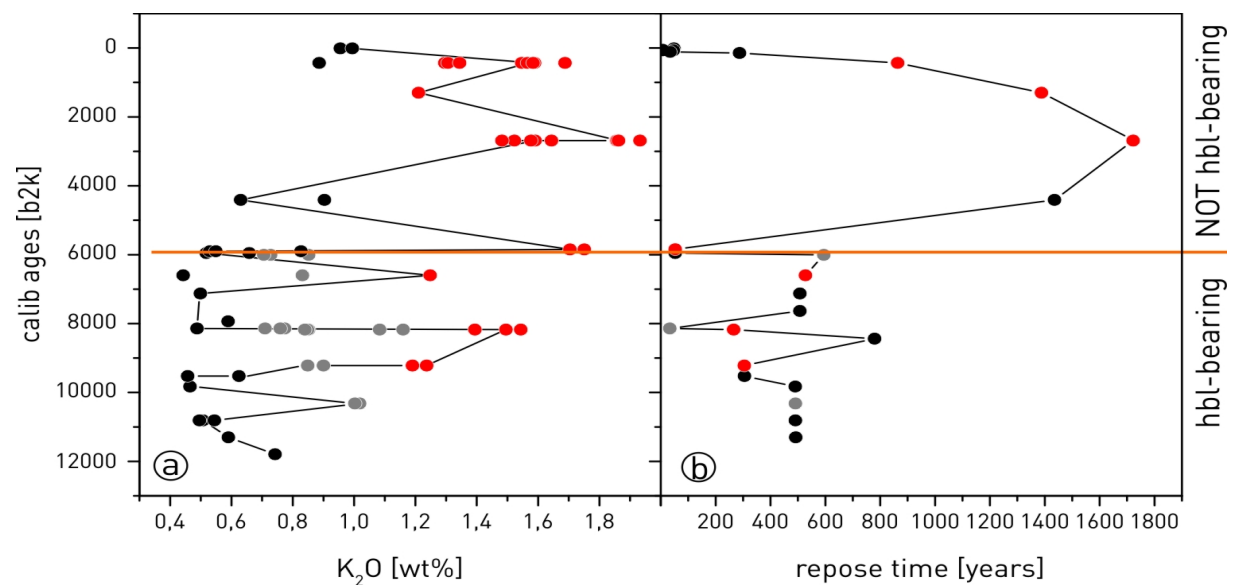 calib ages [b2k]
0
2000
4000
6000
8000
10000
12000
a
b
0,4 0,6 0,8 1,0 1,2 1,4 1,6 1,8
200 400 600 800 1000 1200 1400 1600 1800
K₂O [wt%]
repose time [years]
NOT hbl-bearing
hbl-bearing